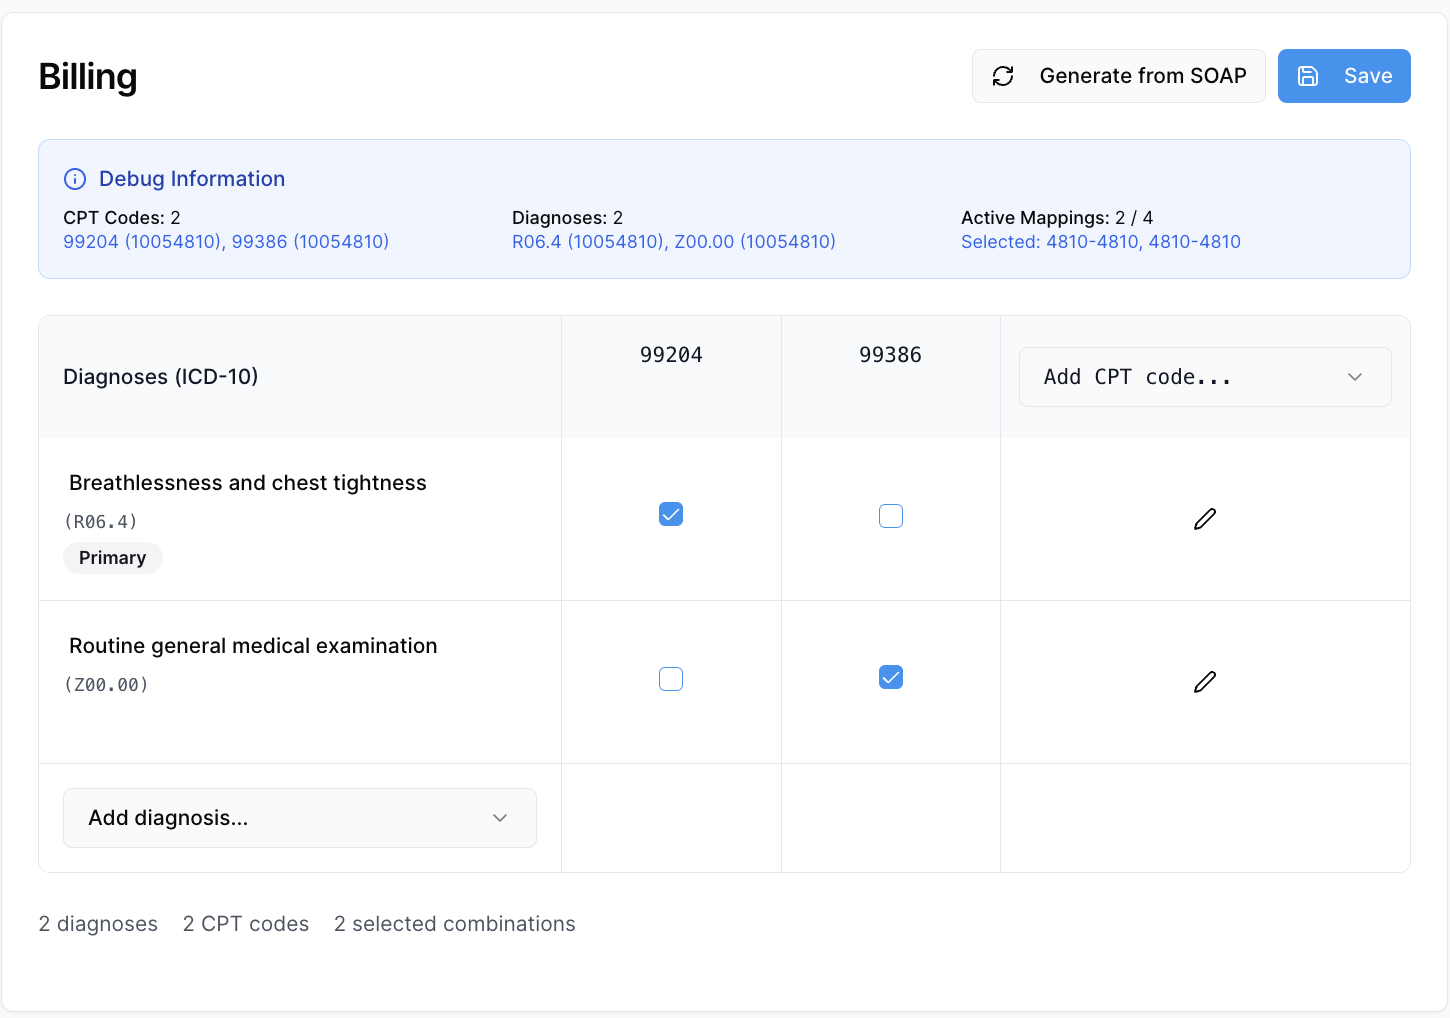 Billing
Generate from SOAP
Save
Debug Information
CPT Codes: 2
99204 (10054810), 99386 (10054810)
Diagnoses: 2
R06.4 (10054810), Z00.00 (10054810)
Active Mappings: 2 / 4
Selected: 4810-4810, 4810-4810
Diagnoses (ICD-10)
99204
99386
Add CPT code...
Breathlessness and chest tightness
(R06.4)
Primary
Routine general medical examination
(Z00.00)
Add diagnosis...
2 diagnoses 2 CPT codes 2 selected combinations